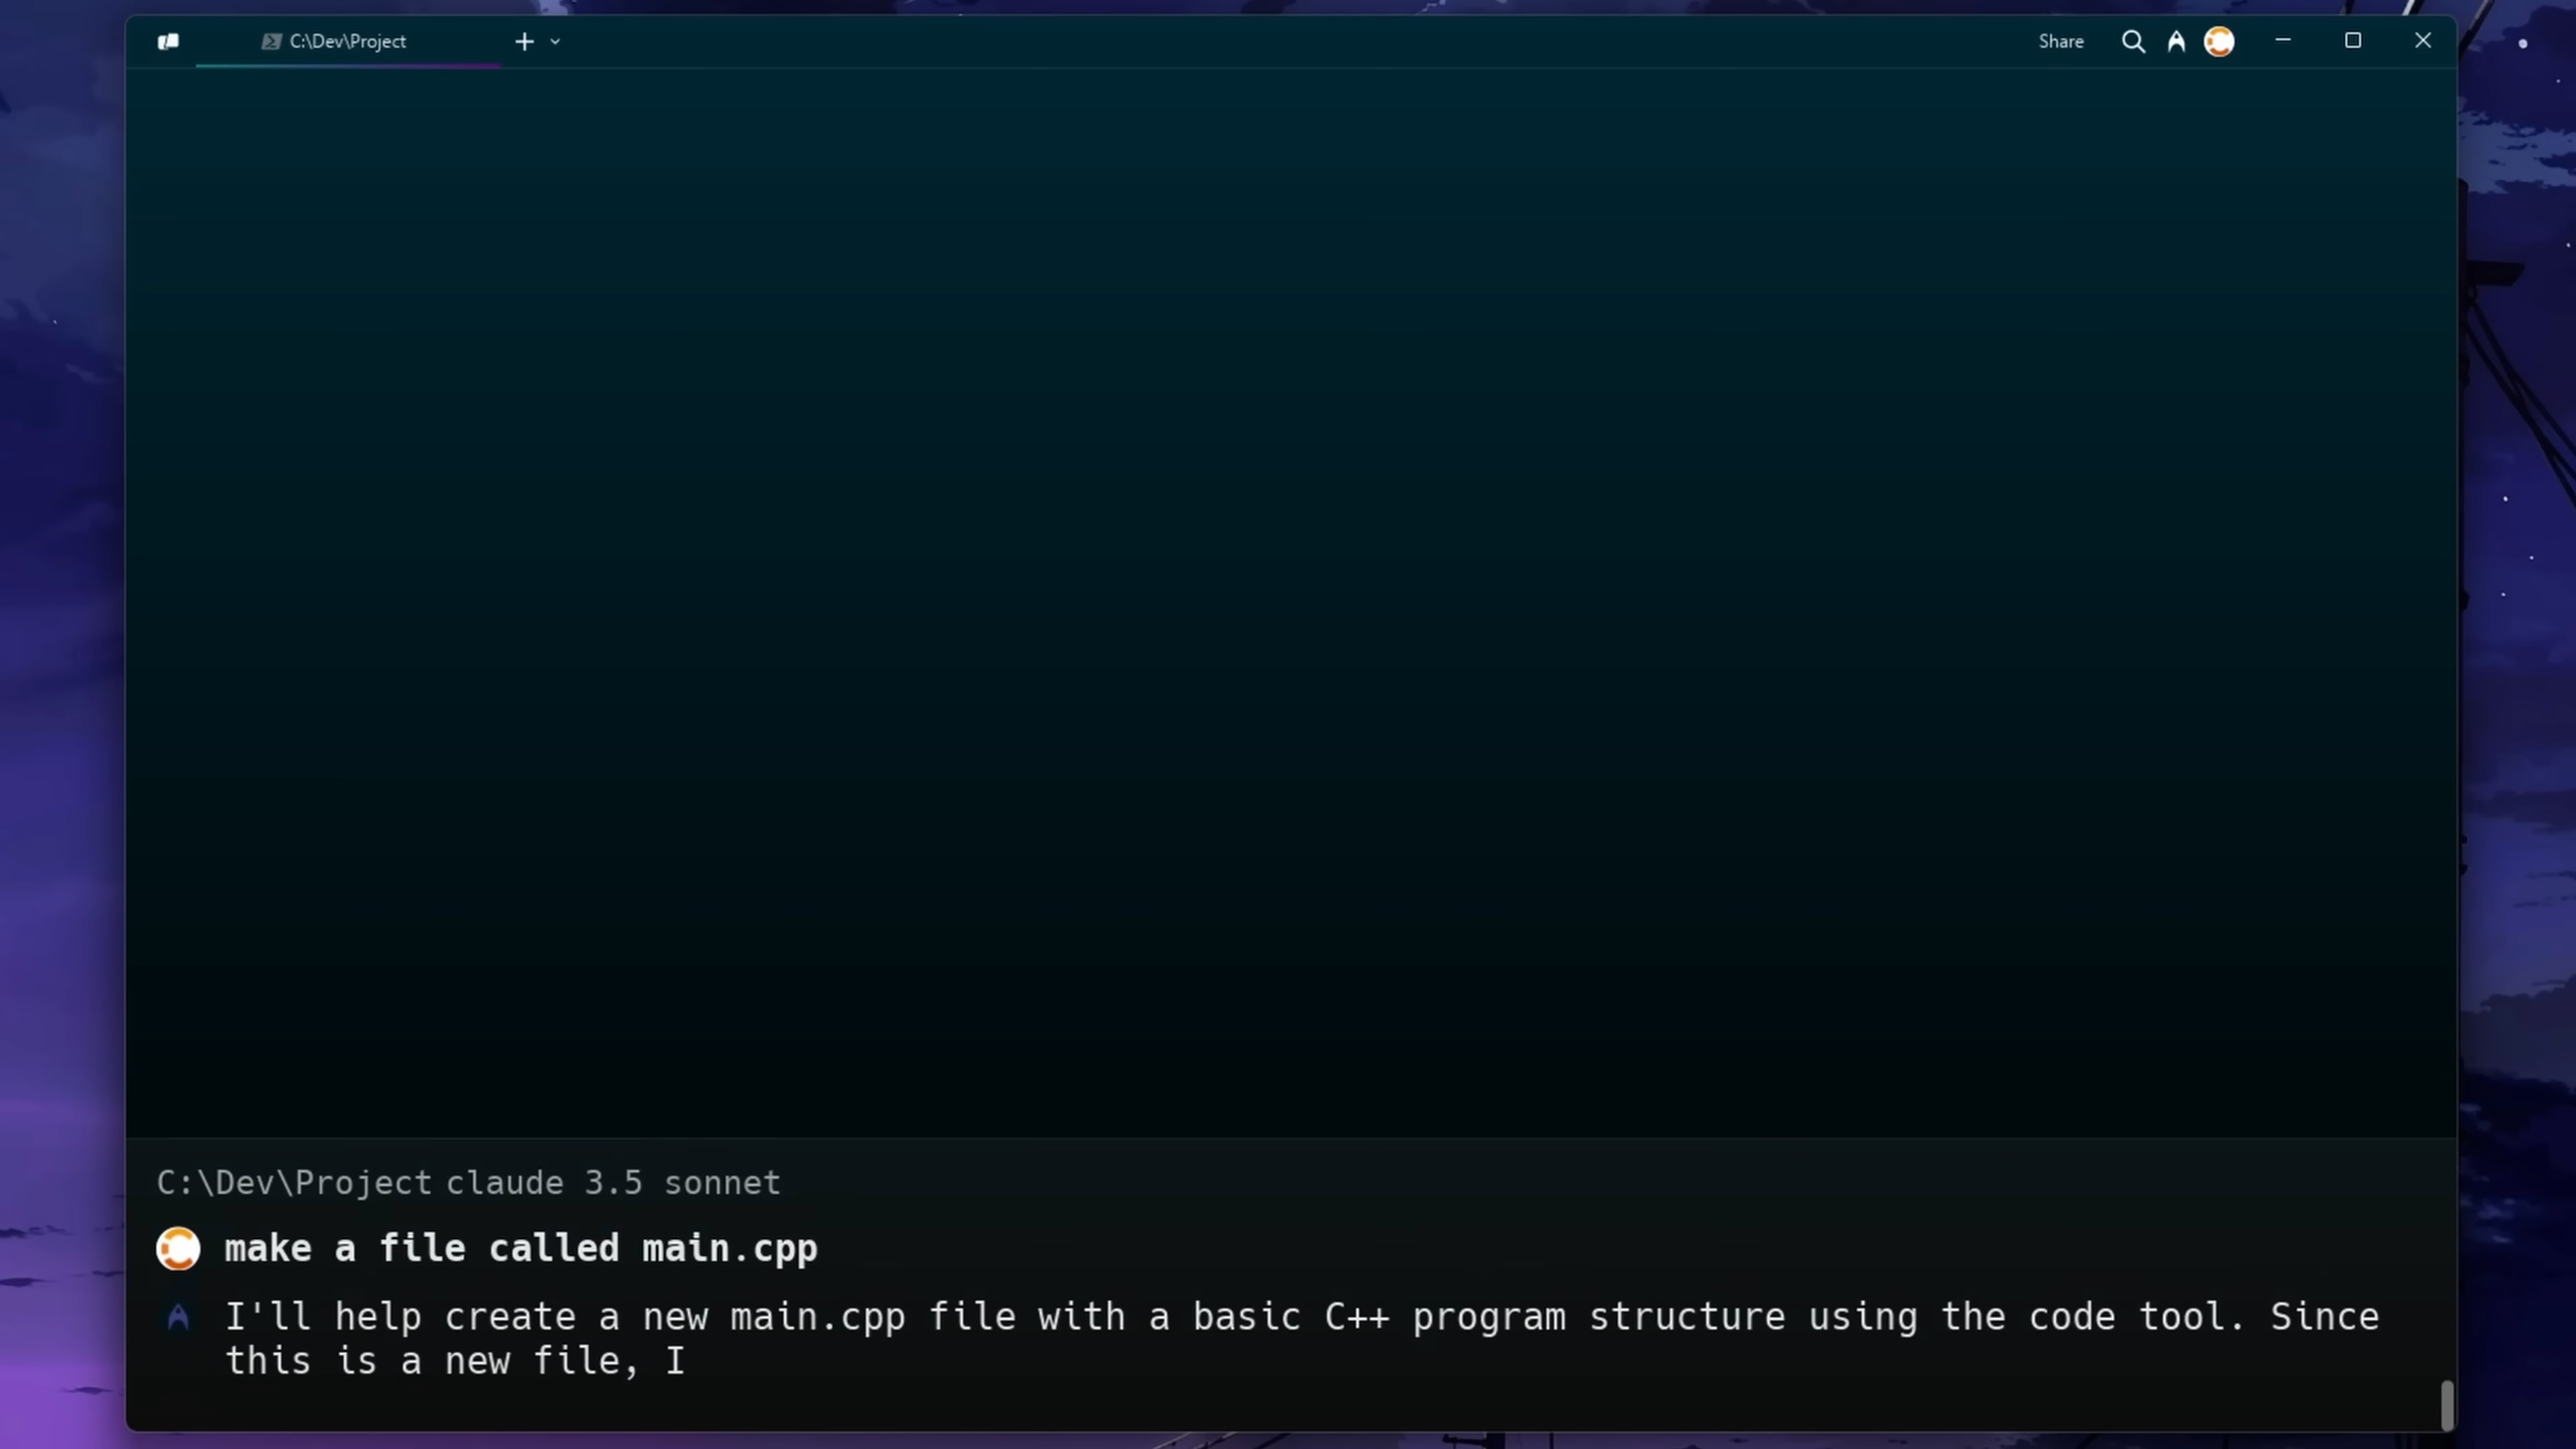 C:\Dev\Project
Share
C:\Dev\Project claude 3.5 sonnet
make a file called main.cpp
I'll help create a new main.cpp file with a basic C++ program structure using the code tool. Since
this is a new file, I